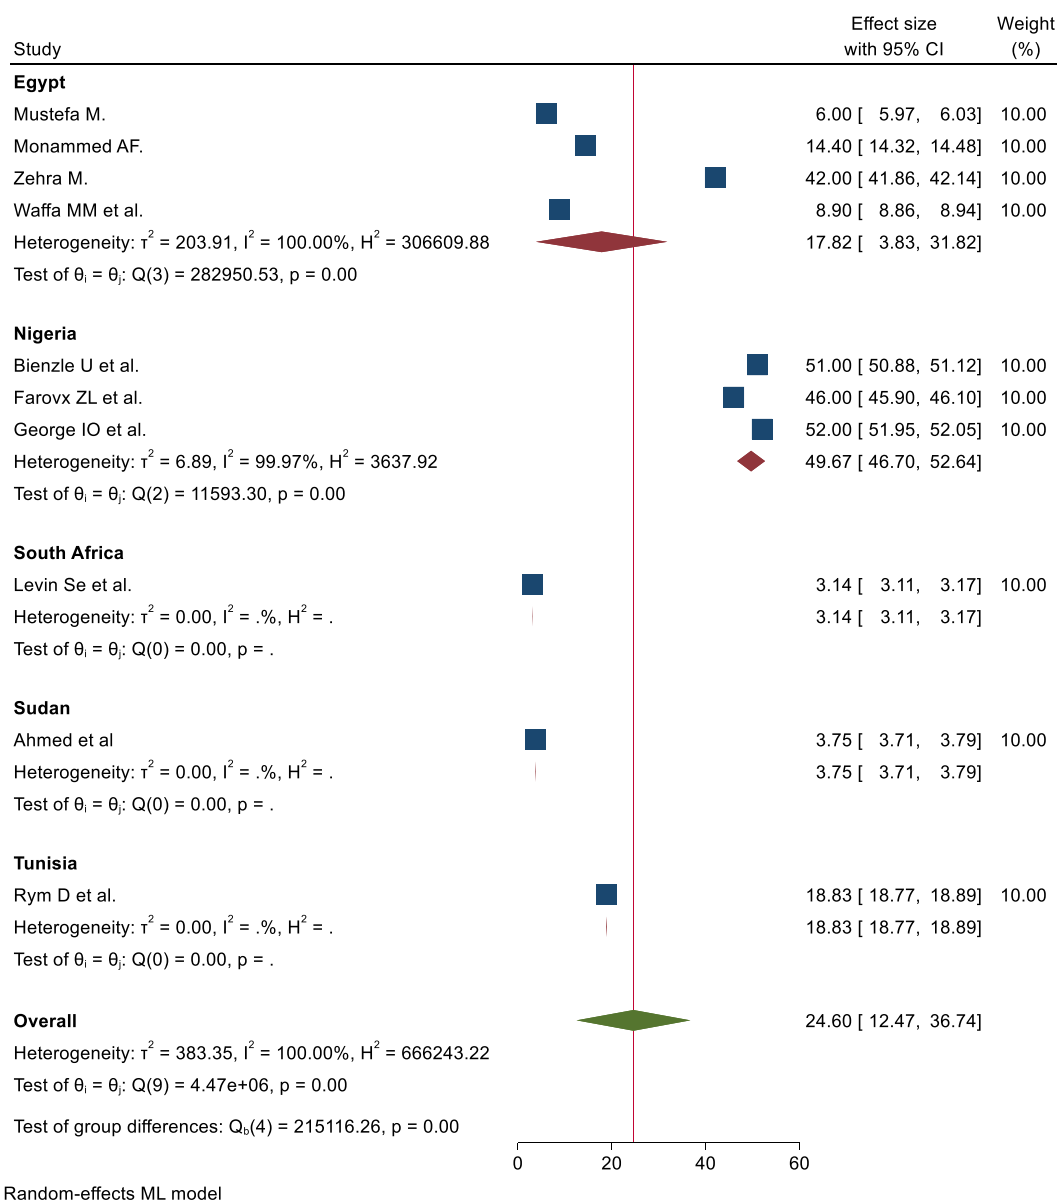 Effect size Weight
Study with 95% CI (%)
Egypt
Mustefa M. 6.00 [ 5.97, 6.03] 10.00
Monammed AF. 14.40 [ 14.32, 14.48] 10.00
Zehra M. 42.00 [ 41.86, 42.14] 10.00
Waffa MM et al. 8.90 [ 8.86, 8.94] 10.00
Heterogeneity: τ² = 203.91, I² = 100.00%, H² = 306609.88 17.82 [ 3.83, 31.82]
Test of θᵢ = θⱼ: Q(3) = 282950.53, p = 0.00
Nigeria
Bienzle U et al. 51.00 [ 50.88, 51.12] 10.00
Farovx ZL et al. 46.00 [ 45.90, 46.10] 10.00
George IO et al. 52.00 [ 51.95, 52.05] 10.00
Heterogeneity: τ² = 6.89, I² = 99.97%, H² = 3637.92 49.67 [ 46.70, 52.64]
Test of θᵢ = θⱼ: Q(2) = 11593.30, p = 0.00
South Africa
Levin Se et al. 3.14 [ 3.11, 3.17] 10.00
Heterogeneity: τ² = 0.00, I² = .%, H² = . 3.14 [ 3.11, 3.17]
Test of θᵢ = θⱼ: Q(0) = 0.00, p = .
Sudan
Ahmed et al 3.75 [ 3.71, 3.79] 10.00
Heterogeneity: τ² = 0.00, I² = .%, H² = . 3.75 [ 3.71, 3.79]
Test of θᵢ = θⱼ: Q(0) = 0.00, p = .
Tunisia
Rym D et al. 18.83 [ 18.77, 18.89] 10.00
Heterogeneity: τ² = 0.00, I² = .%, H² = . 18.83 [ 18.77, 18.89]
Test of θᵢ = θⱼ: Q(0) = 0.00, p = .
Overall 24.60 [ 12.47, 36.74]
Heterogeneity: τ² = 383.35, I² = 100.00%, H² = 666243.22
Test of θᵢ = θⱼ: Q(9) = 4.47e+06, p = 0.00
Test of group differences: Q_b(4) = 215116.26, p = 0.00
0 20 40 60
Random-effects ML model